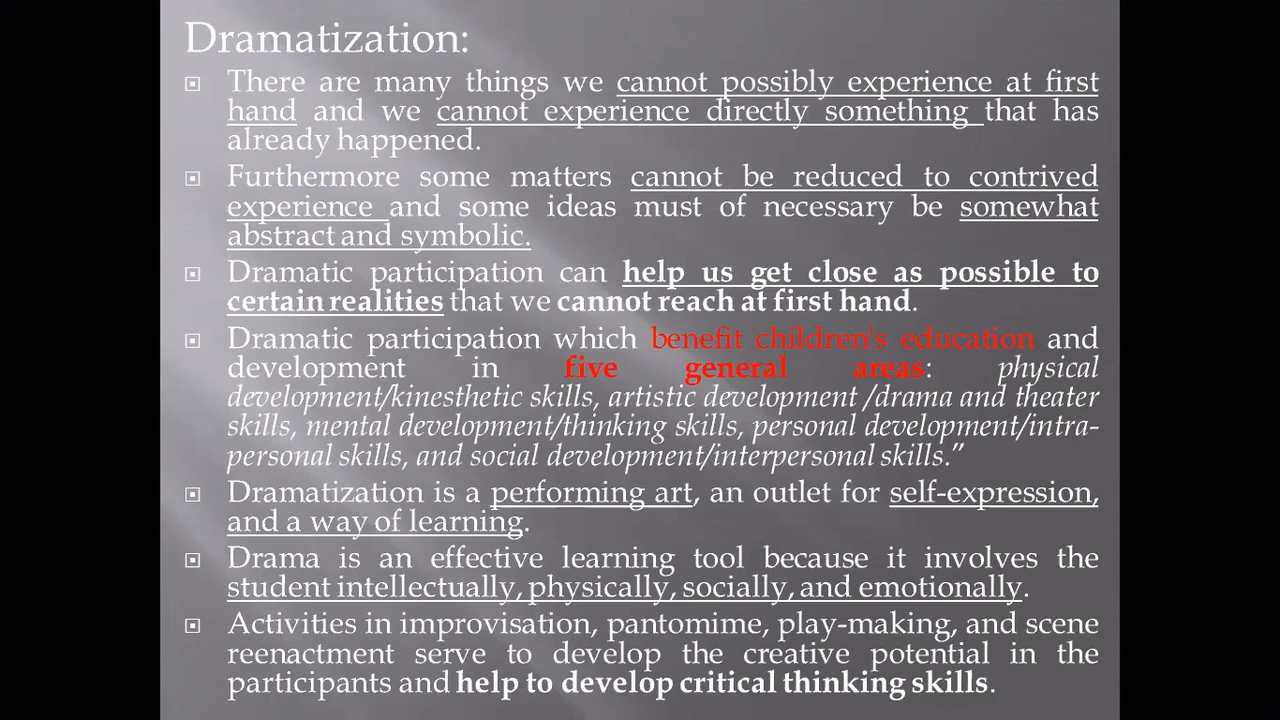 Dramatization:
There are many things we cannot possibly experience at first
hand and we cannot experience directly something that has
already happened.
Furthermore some matters cannot be reduced to contrived
experience and some ideas must of necessary be somewhat
abstract and symbolic.
Dramatic participation can help us get close as possible to
certain realities that we cannot reach at first hand.
Dramatic participation which benefit children's education and
development in five general areas: physical
development/kinesthetic skills, artistic development /drama and theater
skills, mental development/thinking skills, personal development/intra-
personal skills, and social development/interpersonal skills.”
Dramatization is a performing art, an outlet for self-expression,
and a way of learning.
Drama is an effective learning tool because it involves the
student intellectually, physically, socially, and emotionally.
Activities in improvisation, pantomime, play-making, and scene
reenactment serve to develop the creative potential in the
participants and help to develop critical thinking skills.